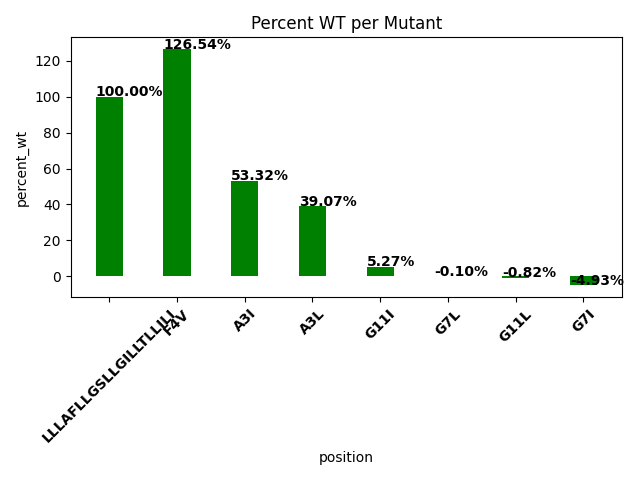 Percent WT per Mutant
percent_wt
120
100
80
60
40
20
0
100.00%
126.54%
53.32%
39.07%
5.27%
-0.10%
-0.82%
-4.93%
F4V
A3I
A3L
G11I
G7L
G11L
G7I
position